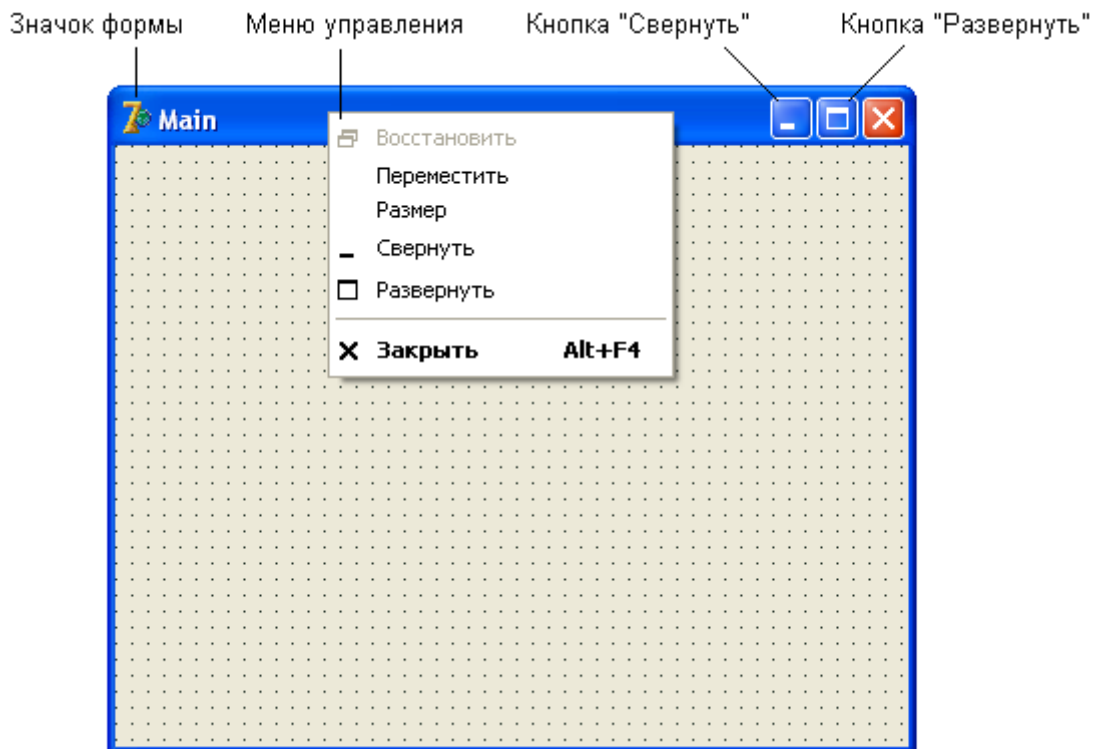 Значок формы
Меню управления
Кнопка "Свернуть"
Кнопка "Развернуть"
Main
Восстановить
Переместить
Размер
Свернуть
Развернуть
Закрыть Alt+F4